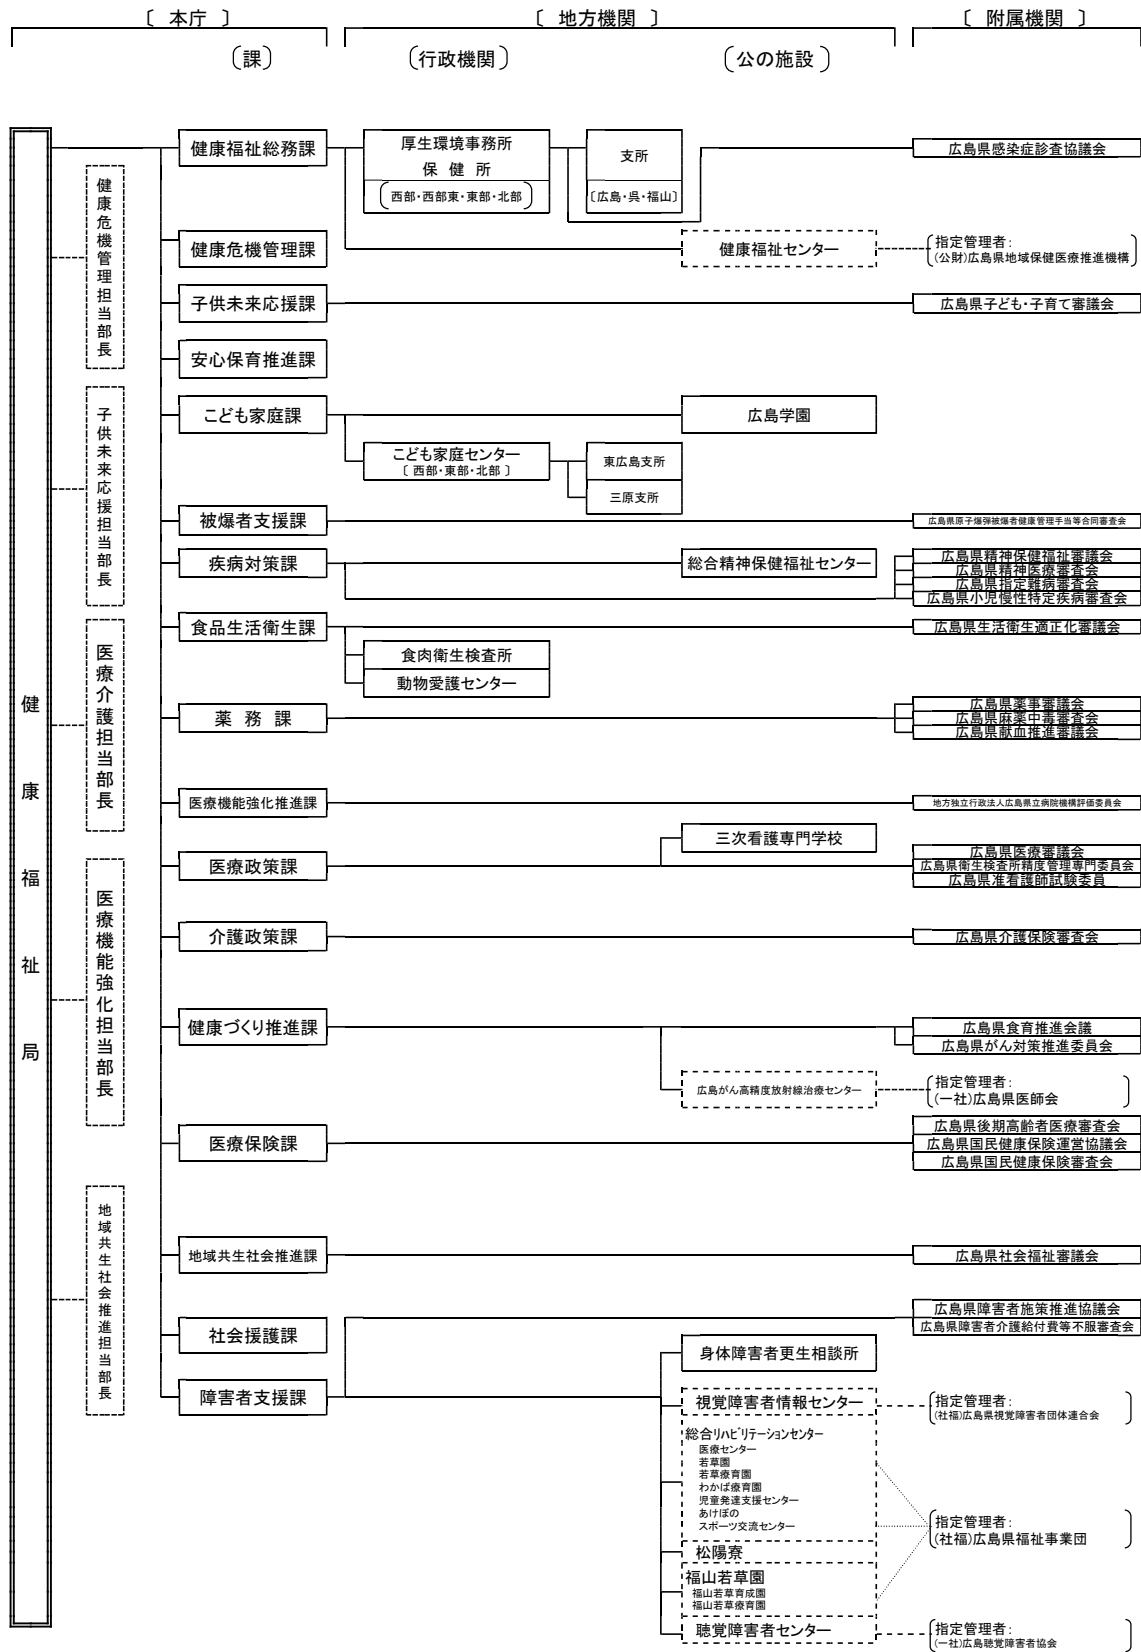 〔 本庁 〕
〔 地方機関 〕
〔 附属機関 〕
(課)
(行政機関)
(公の施設)
健康福祉局
健康危機管理担当部長
子供未来応援担当部長
医療介護担当部長
医療機能強化担当部長
地域共生社会推進担当部長
健康福祉総務課
厚生環境事務所
保健所
(西部・西部東・東部・北部)
支所
〔広島・呉・福山〕
広島県感染症診査協議会
健康危機管理課
健康福祉センター
指定管理者:
(公財)広島県地域保健医療推進機構
子供未来応援課
広島県子ども・子育て審議会
安心保育推進課
こども家庭課
広島学園
こども家庭センター
〔 西部・東部・北部 〕
東広島支所
三原支所
被爆者支援課
広島県原子爆弾被爆者健康管理手当等合同審査会
疾病対策課
総合精神保健福祉センター
広島県精神保健福祉審議会
広島県精神医療審査会
広島県指定難病審査会
広島県小児慢性特定疾病審査会
食品生活衛生課
広島県生活衛生適正化審議会
食肉衛生検査所
動物愛護センター
薬務課
広島県薬事審議会
広島県麻薬中毒審査会
広島県献血推進審議会
医療機能強化推進課
地方独立行政法人広島県立病院機構評価委員会
三次看護専門学校
医療政策課
広島県医療審議会
広島県衛生検査所精度管理専門委員会
広島県准看護師試験委員
介護政策課
広島県介護保険審査会
健康づくり推進課
広島県食育推進会議
広島県がん対策推進委員会
広島がん高精度放射線治療センター
指定管理者:
(一社)広島県医師会
医療保険課
広島県後期高齢者医療審査会
広島県国民健康保険運営協議会
広島県国民健康保険審査会
地域共生社会推進課
広島県社会福祉審議会
社会援護課
広島県障害者施策推進協議会
広島県障害者介護給付費等不服審査会
障害者支援課
身体障害者更生相談所
視覚障害者情報センター
指定管理者:
(社福)広島県視覚障害者団体連合会
総合リハビリテーションセンター
医療センター
若草園
若草療育園
わかば療育園
児童発達支援センター
あけぼの
スポーツ交流センター
指定管理者:
(社福)広島県福祉事業団
松陽寮
福山若草園
福山若草育成園
福山若草療育園
聴覚障害者センター
指定管理者:
(一社)広島聴覚障害者協会